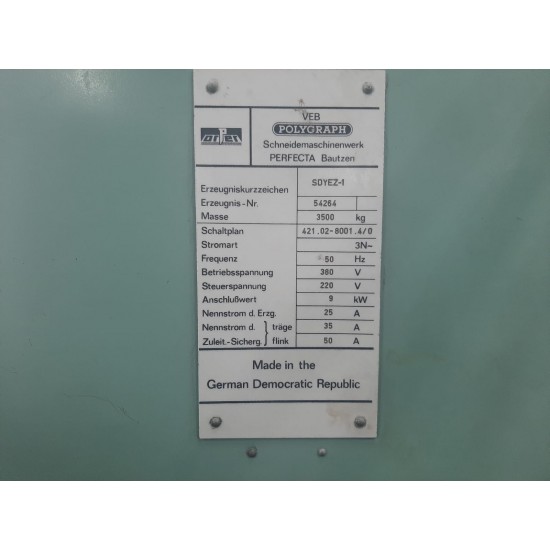 VEB
POLYGRAPH
Schneidemaschinenwerk
PERFECTA Bautzen
Erzeugniskurzzeichen SDYEZ-1
Erzeugnis-Nr. 54264
Masse 3500 kg
Schaltplan 421.02-8001.4/0
Stromart 3N~
Frequenz 50 Hz
Betriebsspannung 380 V
Steuerspannung 220 V
Anschlußwert 9 kW
Nennstrom d. Erzg. 25 A
Nennstrom d. träge 35 A
Zuleit.-Sicherg. flink 50 A
Made in the
German Democratic Republic